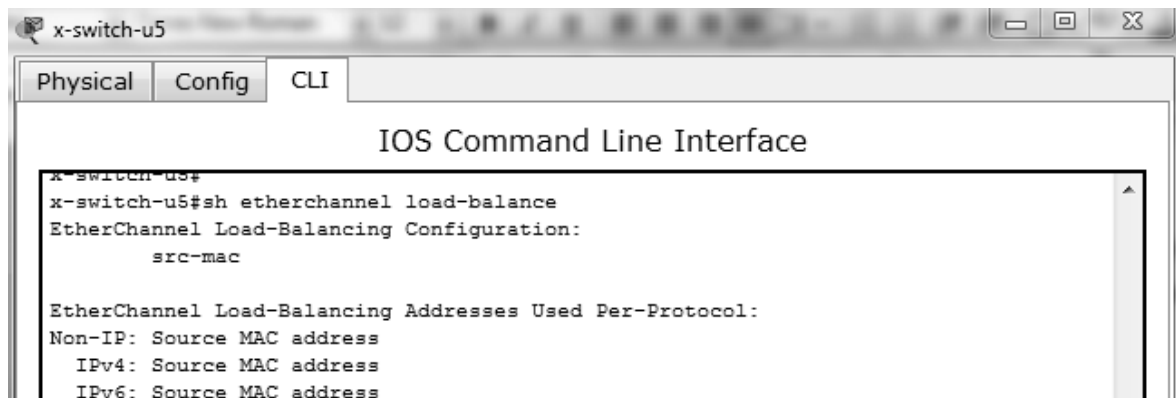 x-switch-u5
Physical Config CLI
IOS Command Line Interface
x-switch-u5#
x-switch-u5#sh etherchannel load-balance
EtherChannel Load-Balancing Configuration:
src-mac
EtherChannel Load-Balancing Addresses Used Per-Protocol:
Non-IP: Source MAC address
IPv4: Source MAC address
IPv6: Source MAC address